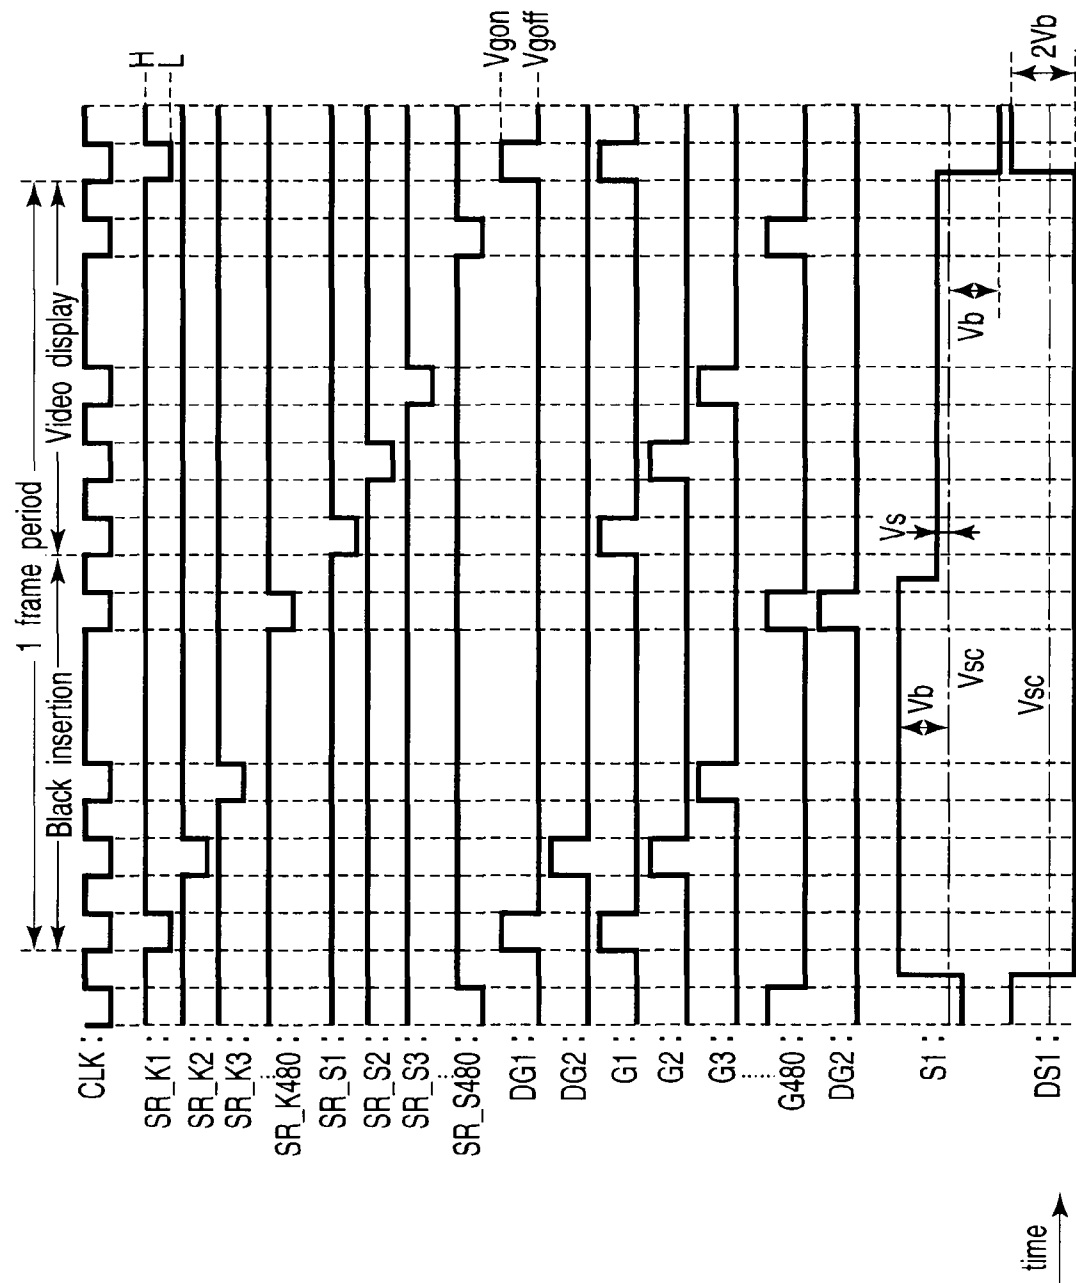 1 frame period
Black insertion
Video display
CLK :
H
L
SR_K1 :
SR_K2 :
SR_K3 :
SR_K480 :
SR_S1 :
SR_S2 :
SR_S3 :
SR_S480 :
Vgon
Vgoff
DG1 :
DG2 :
G1 :
G2 :
G3 :
G480 :
DG2 :
S1 :
Vb
Vsc
Vs
Vb
DS1 :
Vsc
2Vb
time